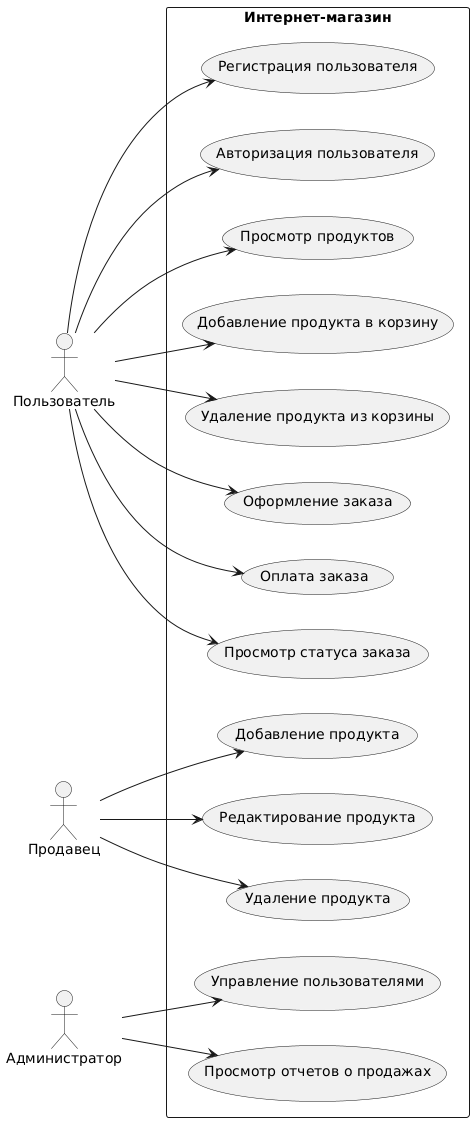 Интернет-магазин
Регистрация пользователя
Авторизация пользователя
Просмотр продуктов
Добавление продукта в корзину
Пользователь
Удаление продукта из корзины
Оформление заказа
Оплата заказа
Просмотр статуса заказа
Добавление продукта
Редактирование продукта
Продавец
Удаление продукта
Управление пользователями
Администратор
Просмотр отчетов о продажах